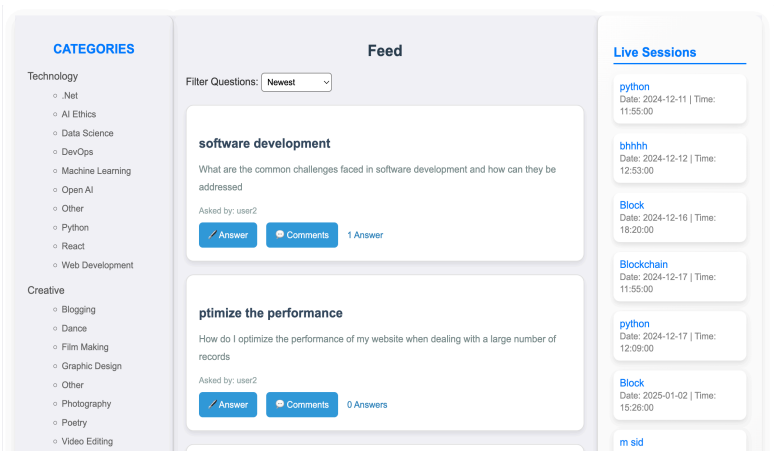 CATEGORIES
Technology
.Net
AI Ethics
Data Science
DevOps
Machine Learning
Open AI
Other
Python
React
Web Development
Creative
Blogging
Dance
Film Making
Graphic Design
Other
Photography
Poetry
Video Editing
Feed
Filter Questions: Newest
software development
What are the common challenges faced in software development and how can they be
addressed
Asked by: user2
Answer Comments 1 Answer
ptimize the performance
How do I optimize the performance of my website when dealing with a large number of
records
Asked by: user2
Answer Comments 0 Answers
Live Sessions
python
Date: 2024-12-11 | Time:
11:55:00
bhhhh
Date: 2024-12-12 | Time:
12:53:00
Block
Date: 2024-12-16 | Time:
18:20:00
Blockchain
Date: 2024-12-17 | Time:
11:55:00
python
Date: 2024-12-17 | Time:
12:09:00
Block
Date: 2025-01-02 | Time:
15:26:00
m sid